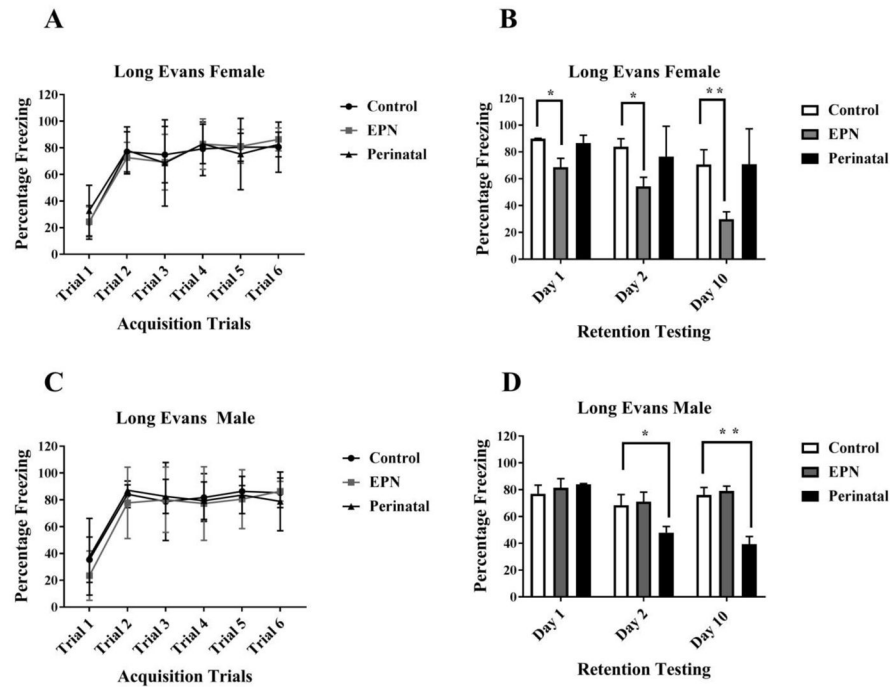 A
Long Evans Female
Percentage Freezing
120
100
80
60
40
20
0
Trial 1
Trial 2
Trial 3
Trial 4
Trial 5
Trial 6
Acquisition Trials
Control
EPN
Perinatal
B
Long Evans Female
Percentage Freezing
120
100
80
60
40
20
0
*
*
**
Day 1
Day 2
Day 10
Retention Testing
Control
EPN
Perinatal
C
Long Evans Male
Percentage Freezing
120
100
80
60
40
20
0
Trial 1
Trial 2
Trial 3
Trial 4
Trial 5
Trial 6
Acquisition Trials
Control
EPN
Perinatal
D
Long Evans Male
Percentage Freezing
120
100
80
60
40
20
0
*
* *
Day 1
Day 2
Day 10
Retention Testing
Control
EPN
Perinatal